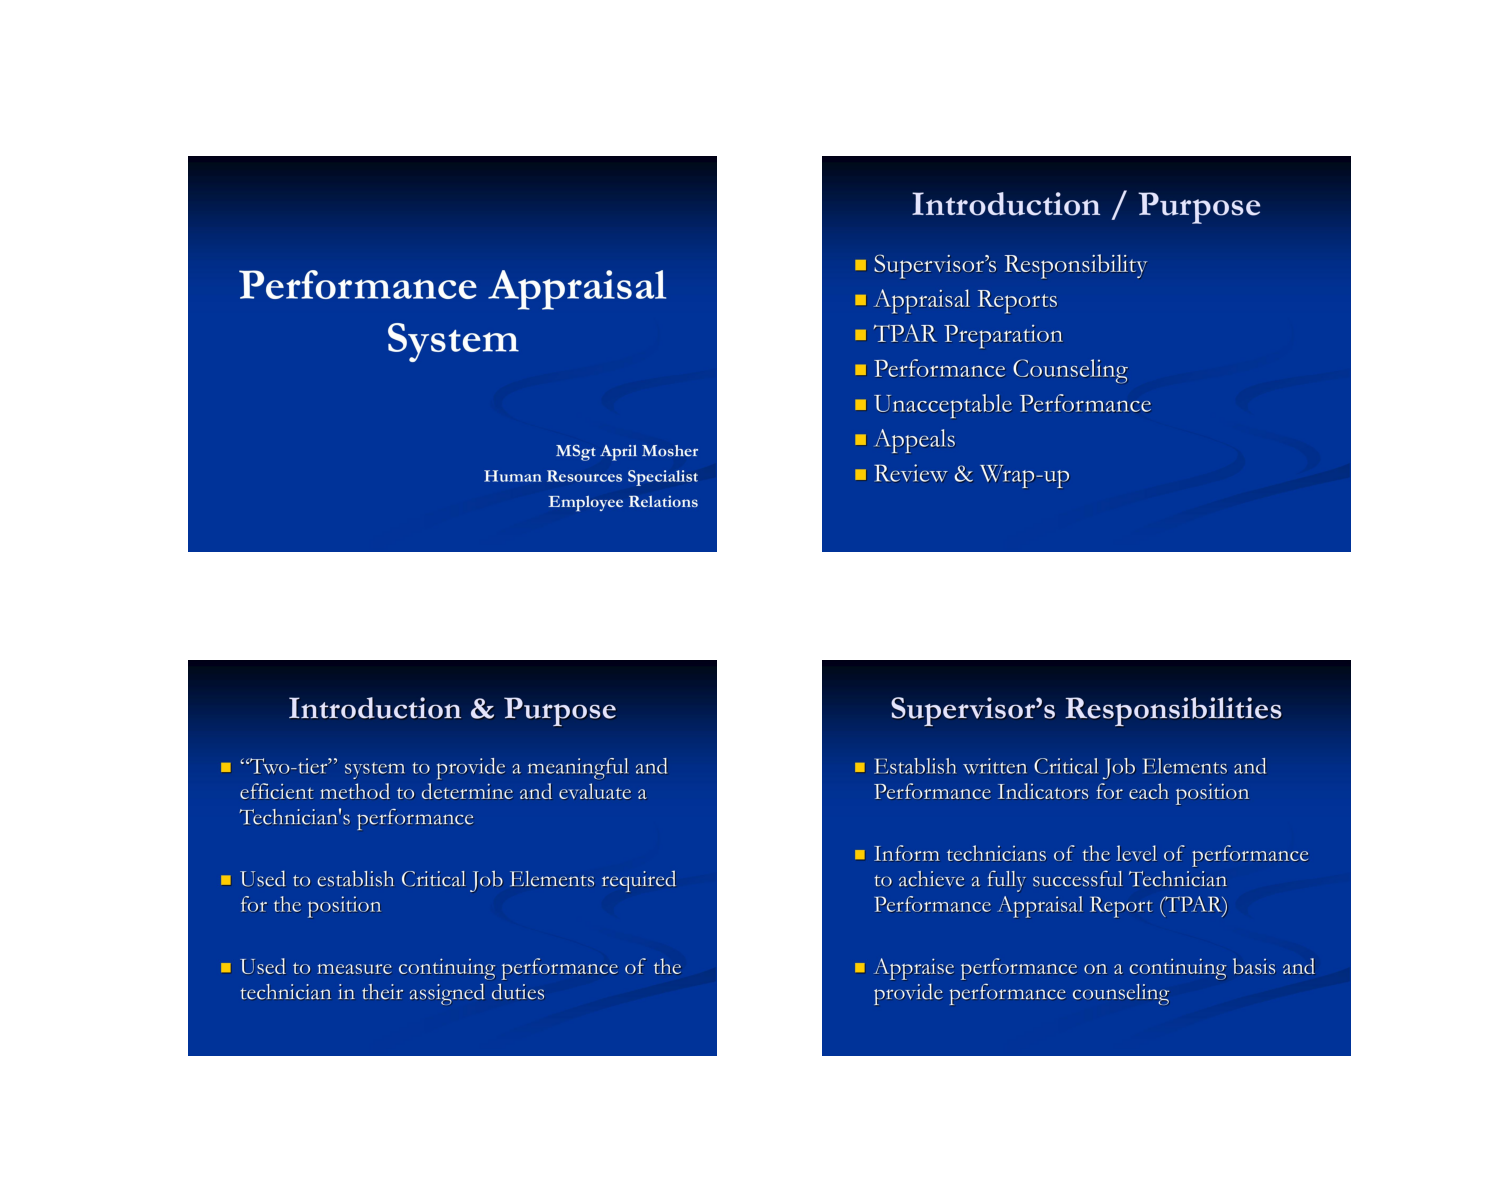 Performance Appraisal
System
MSgt April Mosher
Human Resources Specialist
Employee Relations
Introduction / Purpose
Supervisor’s Responsibility
Appraisal Reports
TPAR Preparation
Performance Counseling
Unacceptable Performance
Appeals
Review & Wrap-up
Introduction & Purpose
“Two-tier” system to provide a meaningful and
efficient method to determine and evaluate a
Technician's performance
Used to establish Critical Job Elements required
for the position
Used to measure continuing performance of the
technician in their assigned duties
Supervisor’s Responsibilities
Establish written Critical Job Elements and
Performance Indicators for each position
Inform technicians of the level of performance
to achieve a fully successful Technician
Performance Appraisal Report (TPAR)
Appraise performance on a continuing basis and
provide performance counseling